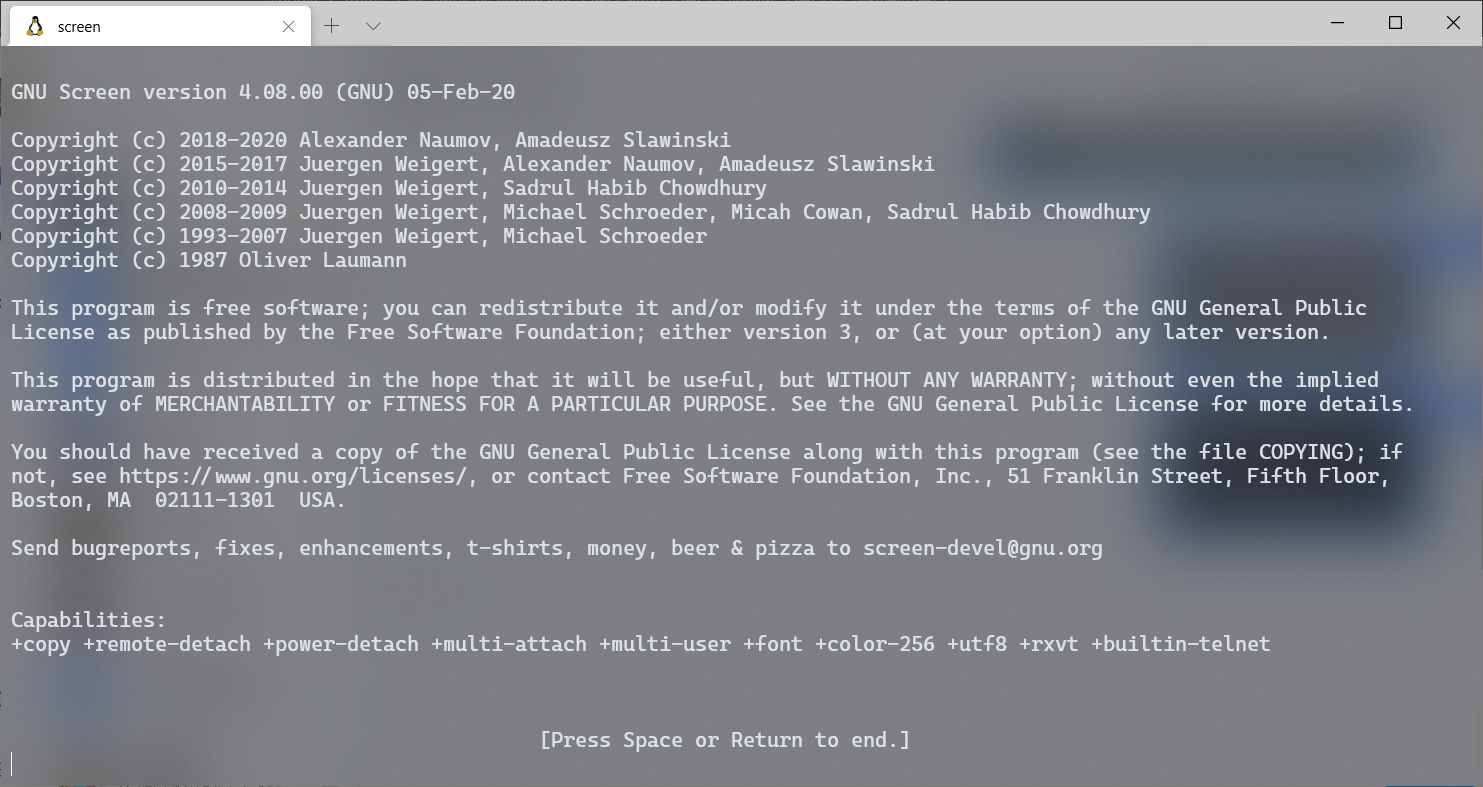 screen
GNU Screen version 4.08.00 (GNU) 05-Feb-20
Copyright (c) 2018-2020 Alexander Naumov, Amadeusz Slawinski
Copyright (c) 2015-2017 Juergen Weigert, Alexander Naumov, Amadeusz Slawinski
Copyright (c) 2010-2014 Juergen Weigert, Sadrul Habib Chowdhury
Copyright (c) 2008-2009 Juergen Weigert, Michael Schroeder, Micah Cowan, Sadrul Habib Chowdhury
Copyright (c) 1993-2007 Juergen Weigert, Michael Schroeder
Copyright (c) 1987 Oliver Laumann
This program is free software; you can redistribute it and/or modify it under the terms of the GNU General Public
License as published by the Free Software Foundation; either version 3, or (at your option) any later version.
This program is distributed in the hope that it will be useful, but WITHOUT ANY WARRANTY; without even the implied
warranty of MERCHANTABILITY or FITNESS FOR A PARTICULAR PURPOSE. See the GNU General Public License for more details.
You should have received a copy of the GNU General Public License along with this program (see the file COPYING); if
not, see https://www.gnu.org/licenses/, or contact Free Software Foundation, Inc., 51 Franklin Street, Fifth Floor,
Boston, MA  02111-1301  USA.
Send bugreports, fixes, enhancements, t-shirts, money, beer & pizza to screen-devel@gnu.org
Capabilities:
+copy +remote-detach +power-detach +multi-attach +multi-user +font +color-256 +utf8 +rxvt +builtin-telnet
[Press Space or Return to end.]